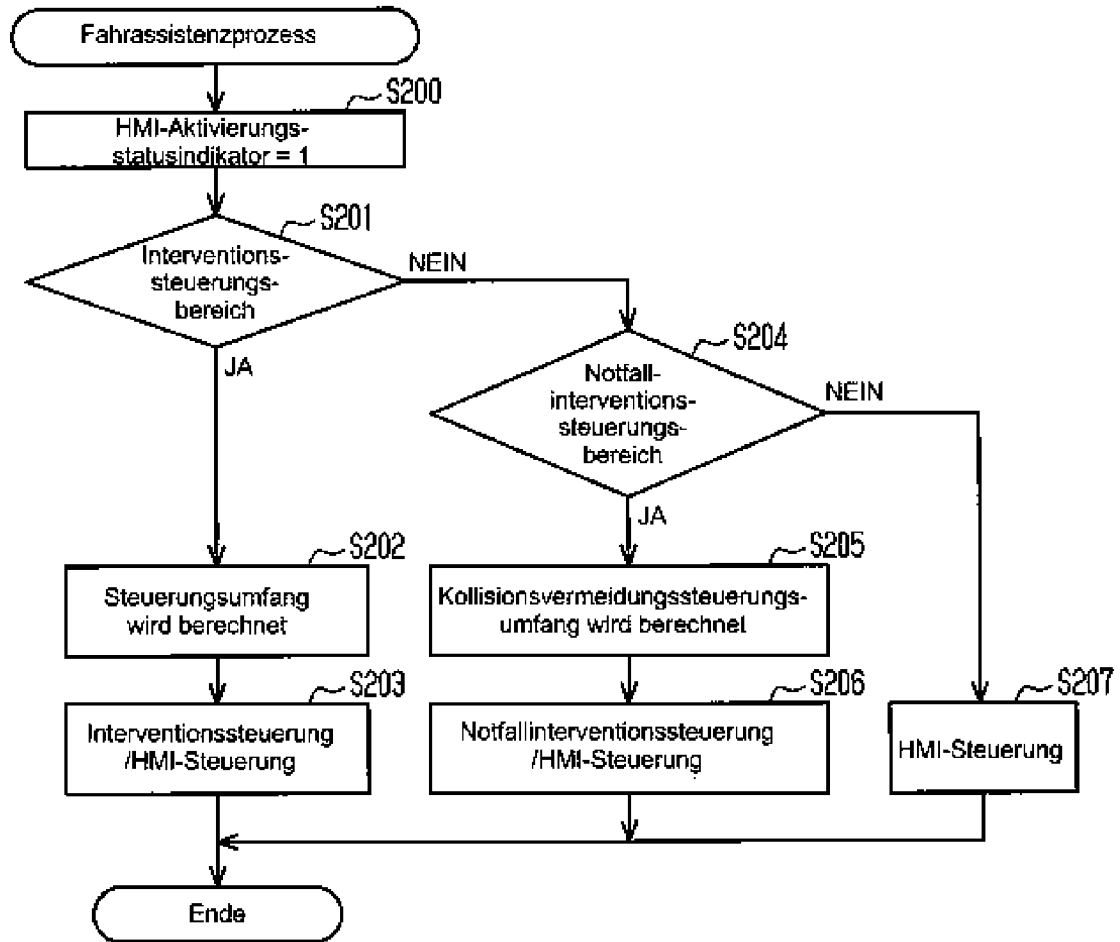 Fahrassistenzprozess
S200
HMI-Aktivierungs-
statusindikator = 1
S201
Interventions-
steuerungs-
bereich
NEIN
JA
S204
Notfall-
interventions-
steuerungs-
bereich
NEIN
JA
S202
Steuerungsumfang
wird berechnet
S205
Kollisionsvermeidungssteuerungs-
umfang wird berechnet
S203
Interventionssteuerung
/HMI-Steuerung
S206
Notfallinterventionssteuerung
/HMI-Steuerung
S207
HMI-Steuerung
Ende